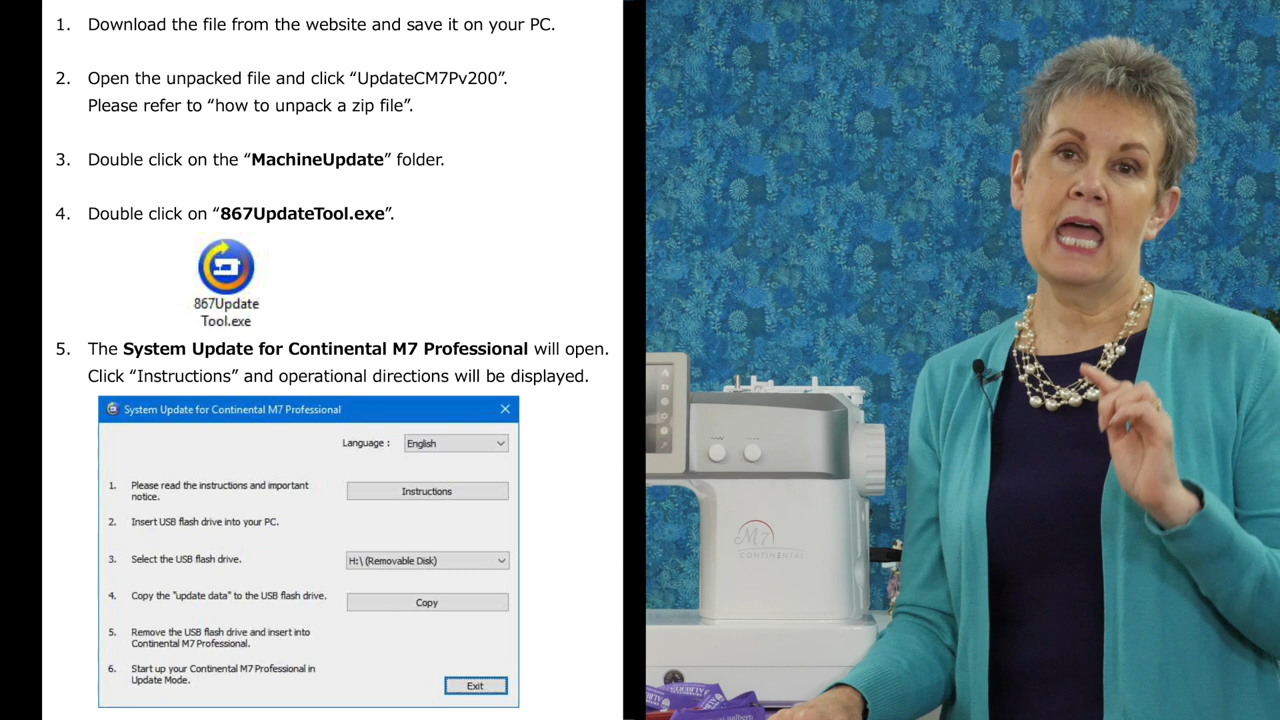 1. Download the file from the website and save it on your PC.
2. Open the unpacked file and click “UpdateCM7Pv200”.
Please refer to “how to unpack a zip file”.
3. Double click on the “MachineUpdate” folder.
4. Double click on “867UpdateTool.exe”.
867Update
Tool.exe
5. The System Update for Continental M7 Professional will open.
Click “Instructions” and operational directions will be displayed.
System Update for Continental M7 Professional
Language : English
1. Please read the instructions and important
notice.
Instructions
2. Insert USB flash drive into your PC.
3. Select the USB flash drive.
H:\ (Removable Disk)
4. Copy the "update data" to the USB flash drive.
Copy
5. Remove the USB flash drive and insert into
Continental M7 Professional.
6. Start up your Continental M7 Professional in
Update Mode.
Exit
M7
CONTINENTAL